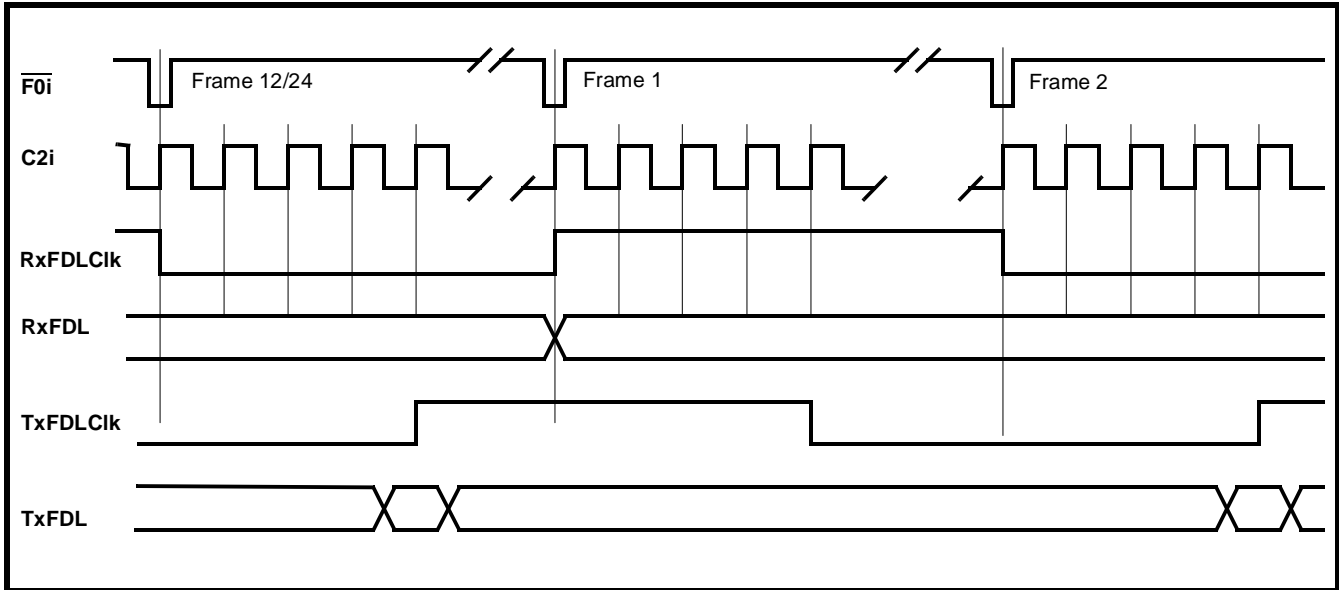 F0i
Frame 12/24
Frame 1
Frame 2
C2i
RxFDLClk
RxFDL
TxFDLClk
TxFDL